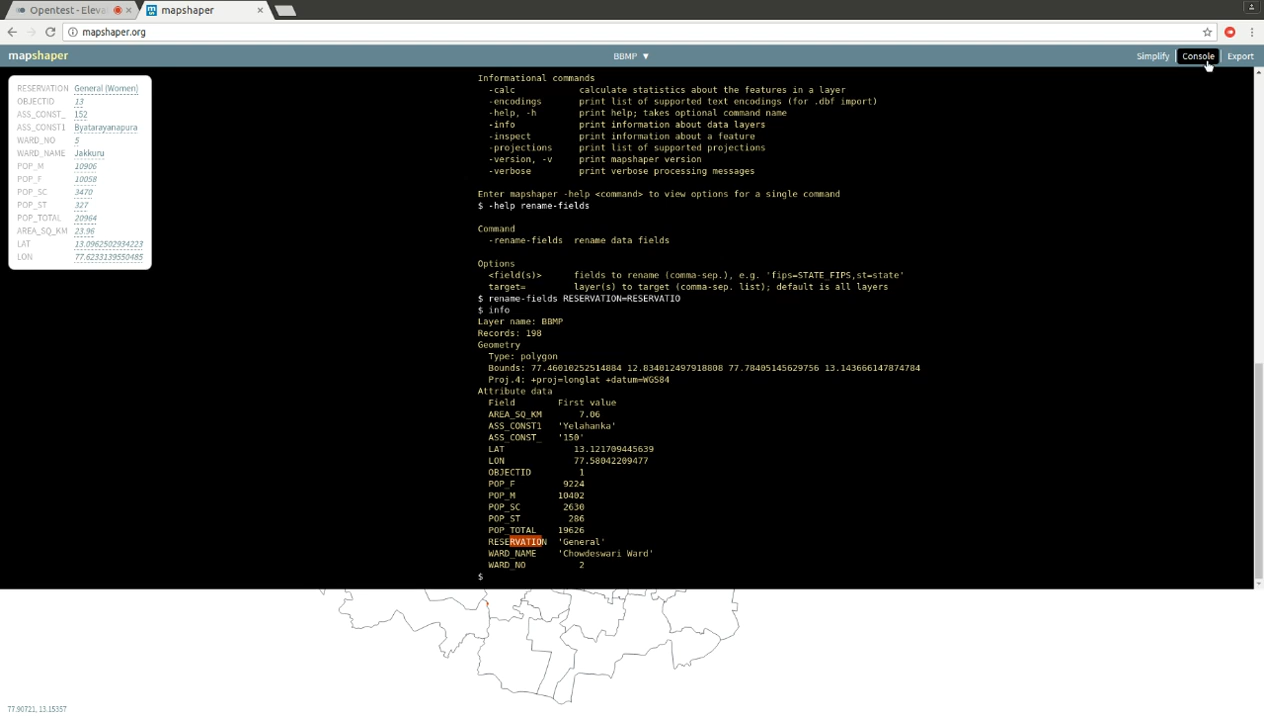 Opentest - Eleva
mapshaper
mapshaper.org
mapshaper
BBMP ▼
Simplify
Console
Export
RESERVATION General (Women)
OBJECTID 13
ASS_CONST_ 152
ASS_CONST1 Byatarayanapura
WARD_NO 5
WARD_NAME Jakkuru
POP_M 10906
POP_F 10058
POP_SC 3470
POP_ST 327
POP_TOTAL 20964
AREA_SQ_KM 23.96
LAT 13.0962502934223
LON 77.6233139550485
Informational commands
-calc calculate statistics about the features in a layer
-encodings print list of supported text encodings (for .dbf import)
-help, -h print help; takes optional command name
-info print information about data layers
-inspect print information about a feature
-projections print list of supported projections
-version, -v print mapshaper version
-verbose print verbose processing messages
Enter mapshaper -help <command> to view options for a single command
$ -help rename-fields
Command
-rename-fields rename data fields
Options
<field(s)> fields to rename (comma-sep.), e.g. 'fips=STATE_FIPS,st=state'
target= layer(s) to target (comma-sep. list); default is all layers
$ rename-fields RESERVATION=RESERVATIO
$ info
Layer name: BBMP
Records: 198
Geometry
Type: polygon
Bounds: 77.46010252514884 12.834012497918808 77.78405145629756 13.143666147874784
Proj.4: +proj=longlat +datum=WGS84
Attribute data
Field First value
AREA_SQ_KM 7.06
ASS_CONST1 'Yelahanka'
ASS_CONST_ '150'
LAT 13.121709445639
LON 77.58042209477
OBJECTID 1
POP_F 9224
POP_M 10402
POP_SC 2630
POP_ST 286
POP_TOTAL 19626
RESERVATION 'General'
WARD_NAME 'Chowdeswari Ward'
WARD_NO 2
$
77.90721, 13.15357